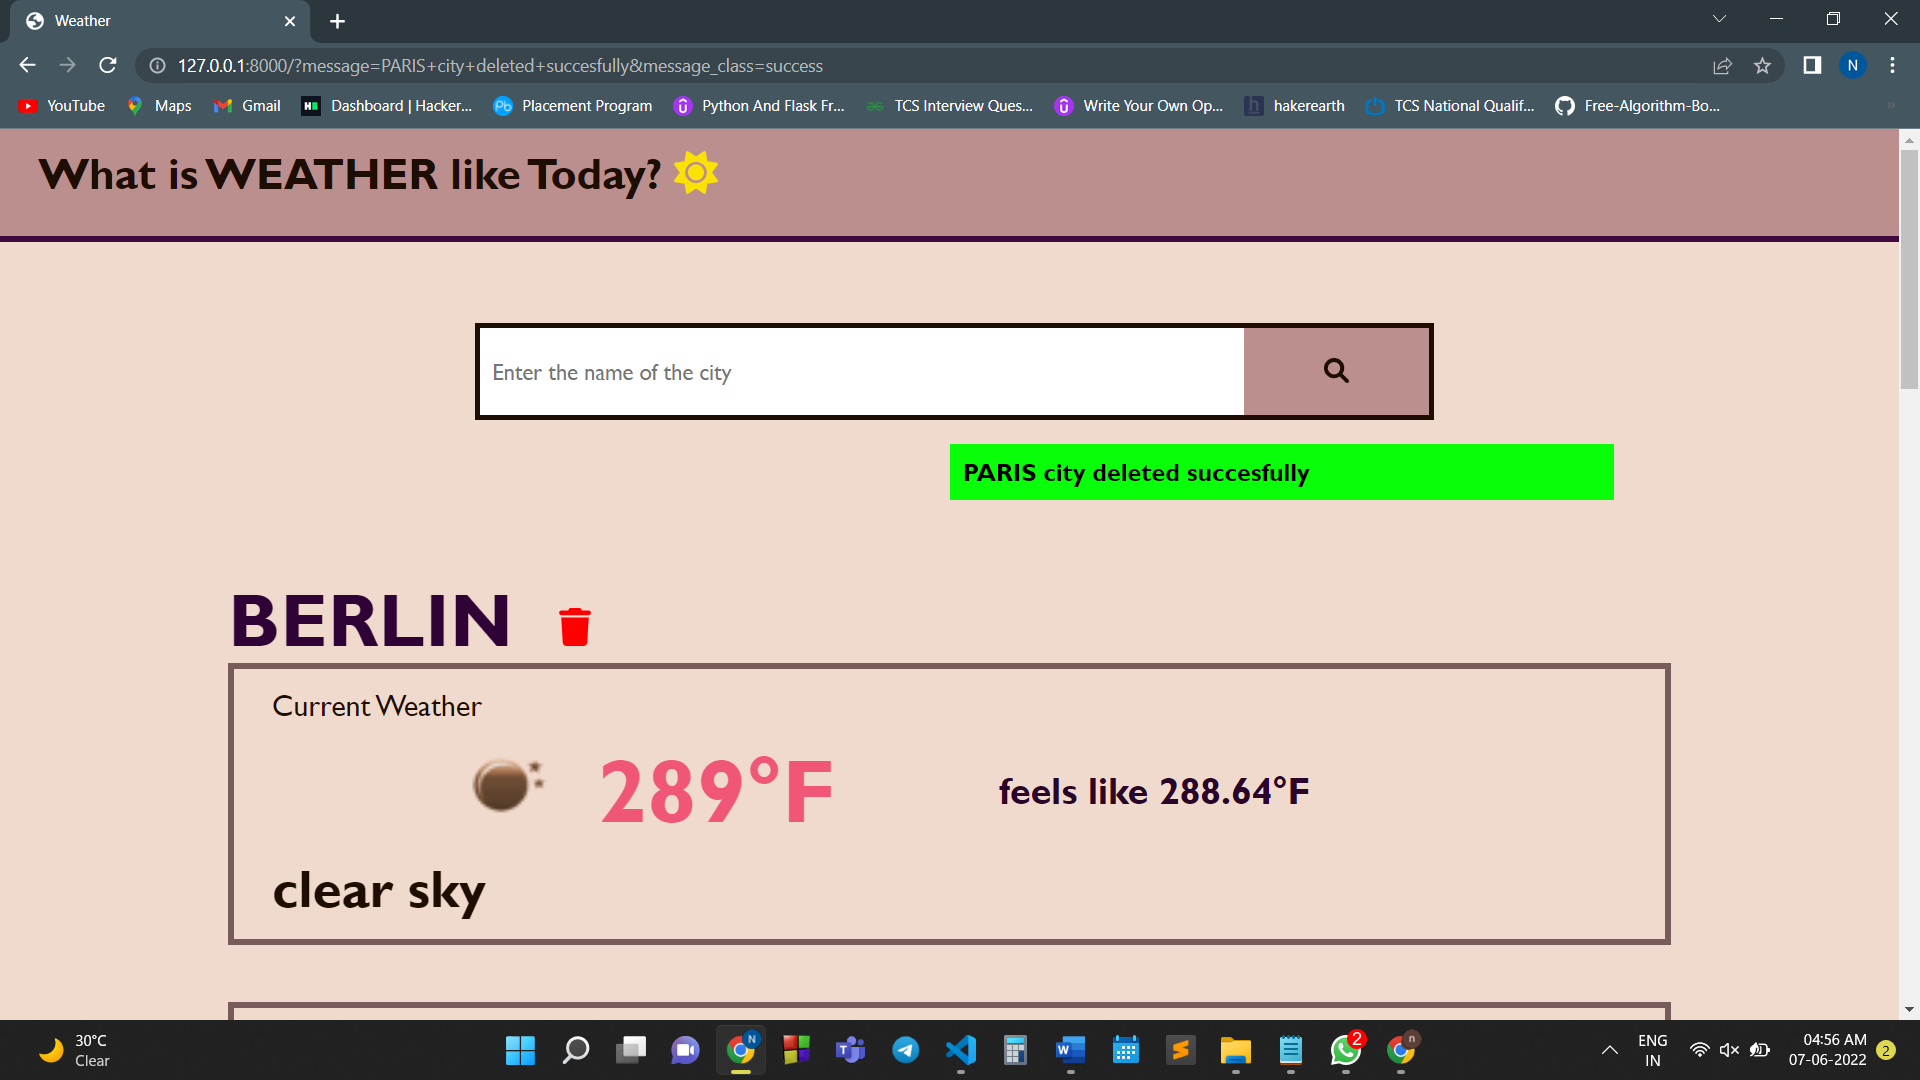 Weather
127.0.0.1:8000/?message=PARIS+city+deleted+succesfully&message_class=success
N
YouTube
Maps
Gmail
Dashboard | Hacker...
Placement Program
Python And Flask Fr...
TCS Interview Ques...
Write Your Own Op...
hakerearth
TCS National Qualif...
Free-Algorithm-Bo...
What is WEATHER like Today?
Enter the name of the city
PARIS city deleted succesfully
BERLIN
Current Weather
289°F
feels like 288.64°F
clear sky
30°C
Clear
N
W
2
n
ENG
IN
04:56 AM
07-06-2022
2